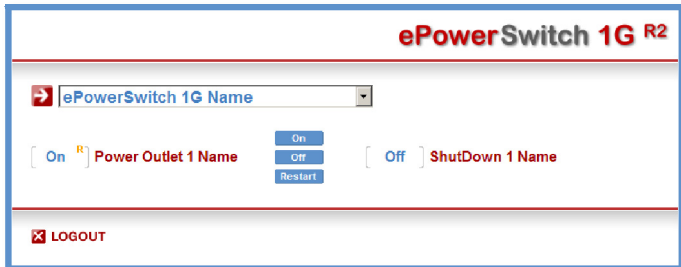 ePowerSwitch 1G R2
ePowerSwitch 1G Name
On R Power Outlet 1 Name
On
Off
Restart
Off ShutDown 1 Name
LOGOUT